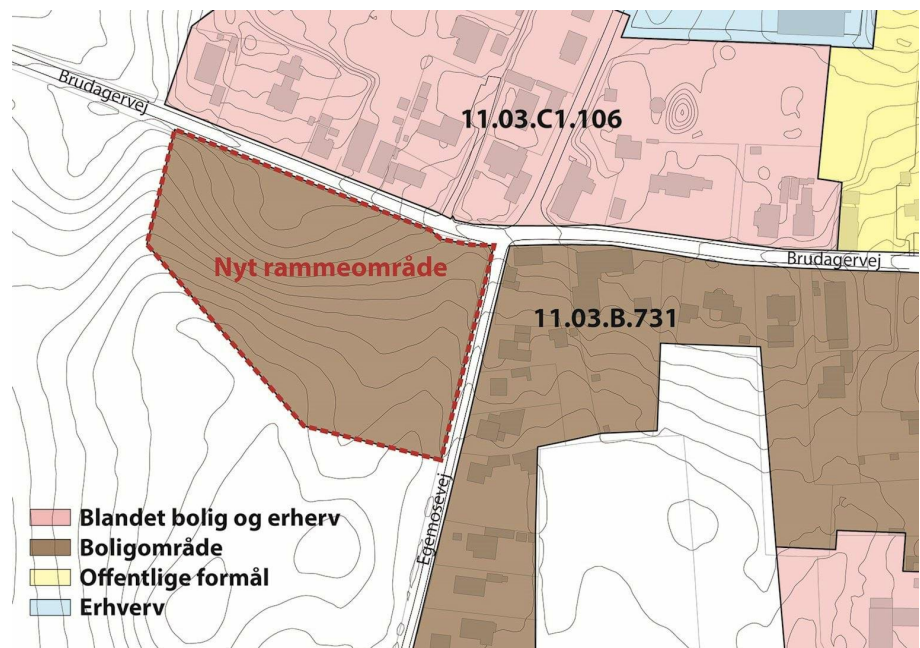 Brudagervej
11.03.C1.106
Nyt rammeområde
Brudagervej
11.03.B.731
Egemosevej
Blandet bolig og erherv
Boligområde
Offentlige formål
Erhverv